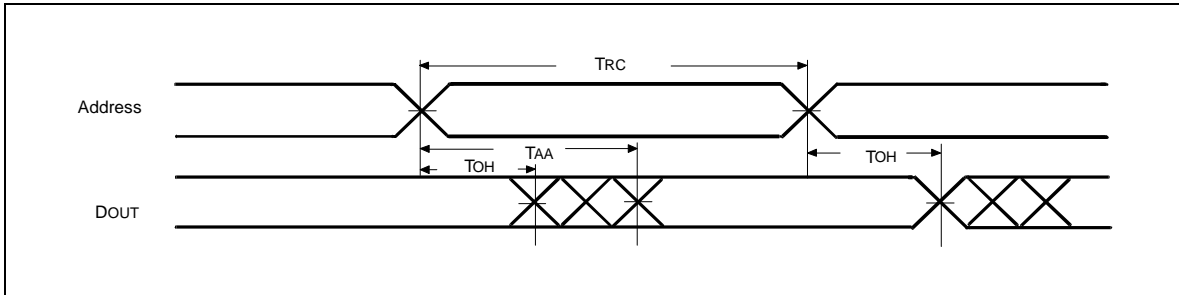 TRC
Address
TAA
TOH
TOH
DOUT